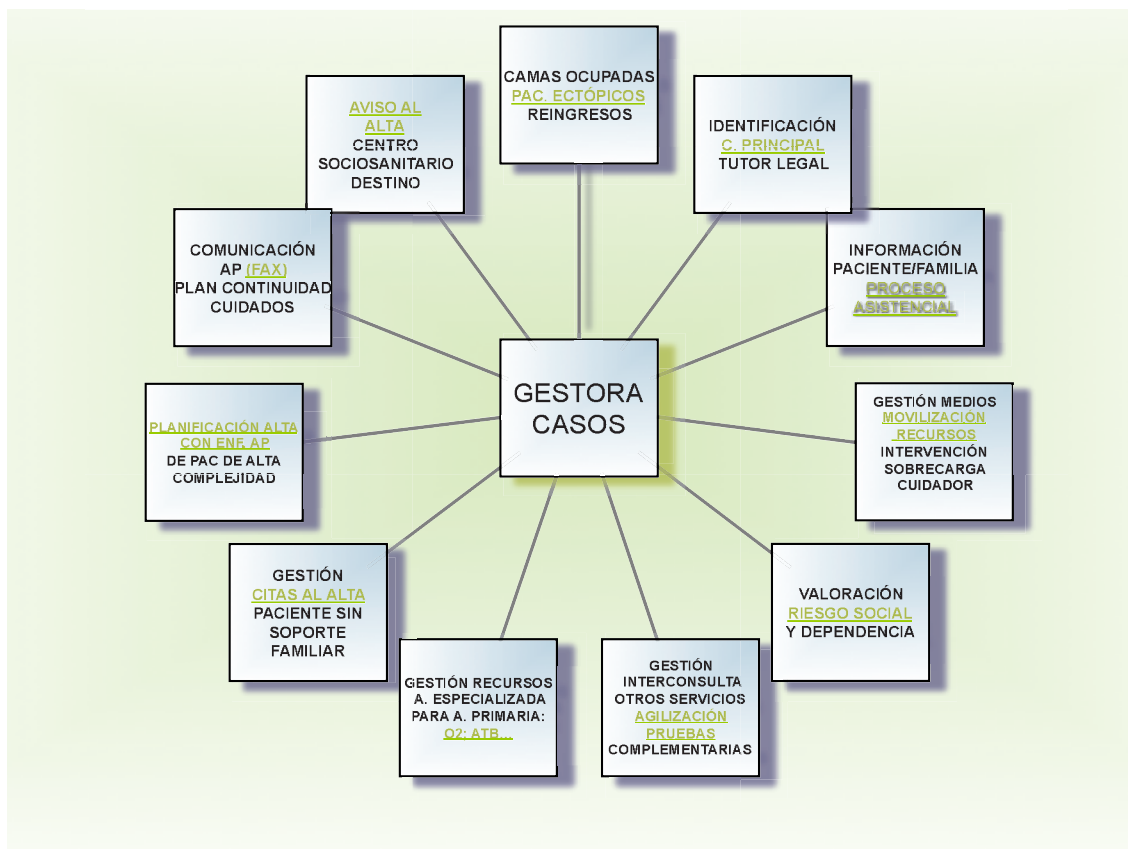 CAMAS OCUPADAS
PAC. ECTÓPICOS
REINGRESOS
IDENTIFICACIÓN
C. PRINCIPAL
TUTOR LEGAL
INFORMACIÓN
PACIENTE/FAMILIA
PROCESO
ASISTENCIAL
GESTIÓN MEDIOS
MOVILIZACIÓN
RECURSOS
INTERVENCIÓN
SOBRECARGA
CUIDADOR
VALORACIÓN
RIESGO SOCIAL
Y DEPENDENCIA
GESTIÓN
INTERCONSULTA
OTROS SERVICIOS
AGILIZACIÓN
PRUEBAS
COMPLEMENTARIAS
GESTIÓN RECURSOS
A. ESPECIALIZADA
PARA A. PRIMARIA:
O2; ATB...
GESTIÓN
CITAS AL ALTA
PACIENTE SIN
SOPORTE
FAMILIAR
PLANIFICACIÓN ALTA
CON ENF. AP
DE PAC DE ALTA
COMPLEJIDAD
COMUNICACIÓN
AP (FAX)
PLAN CONTINUIDAD
CUIDADOS
AVISO AL
ALTA
CENTRO
SOCIOSANITARIO
DESTINO
GESTORA
CASOS